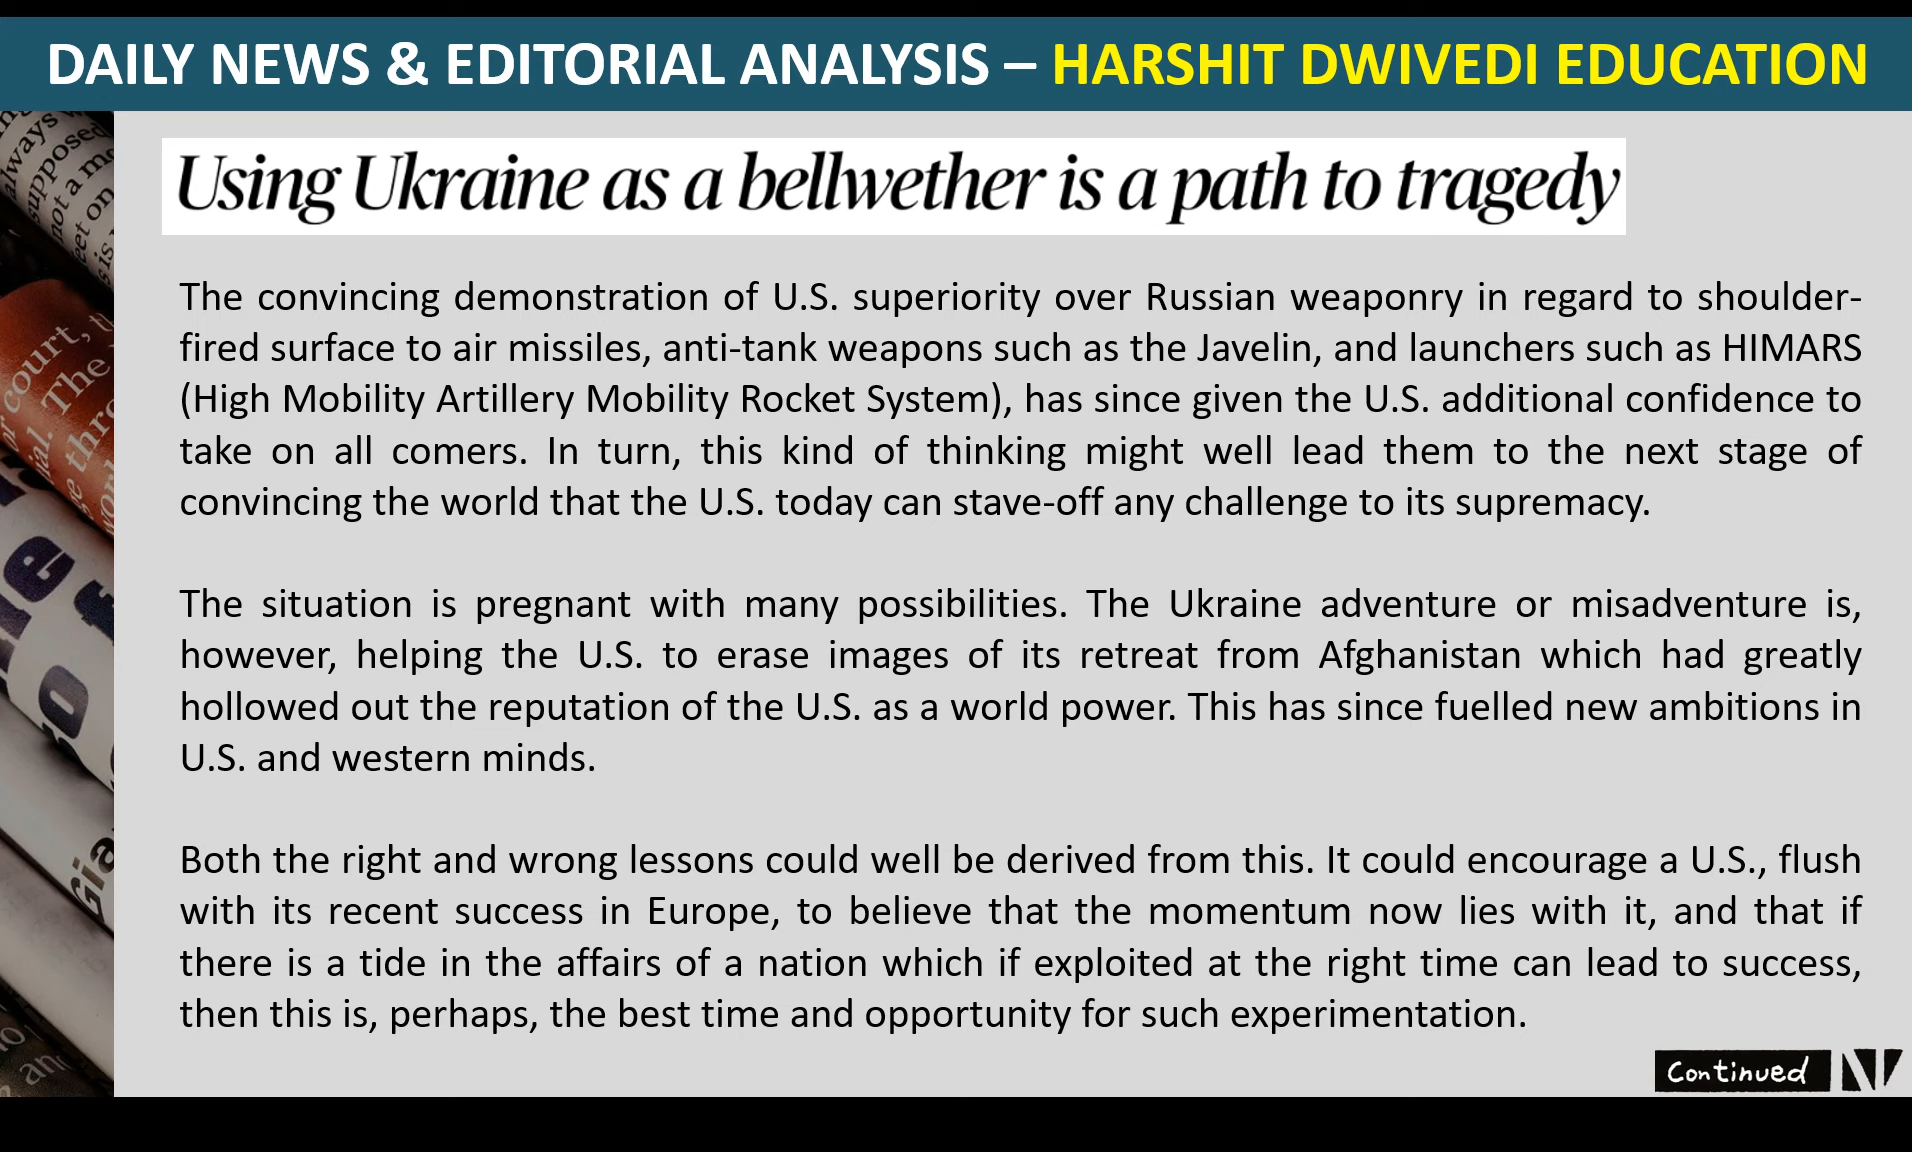 DAILY NEWS & EDITORIAL ANALYSIS – HARSHIT DWIVEDI EDUCATION
Using Ukraine as a bellwether is a path to tragedy
The convincing demonstration of U.S. superiority over Russian weaponry in regard to shoulder-
fired surface to air missiles, anti-tank weapons such as the Javelin, and launchers such as HIMARS
(High Mobility Artillery Mobility Rocket System), has since given the U.S. additional confidence to
take on all comers. In turn, this kind of thinking might well lead them to the next stage of
convincing the world that the U.S. today can stave-off any challenge to its supremacy.
The situation is pregnant with many possibilities. The Ukraine adventure or misadventure is,
however, helping the U.S. to erase images of its retreat from Afghanistan which had greatly
hollowed out the reputation of the U.S. as a world power. This has since fuelled new ambitions in
U.S. and western minds.
Both the right and wrong lessons could well be derived from this. It could encourage a U.S., flush
with its recent success in Europe, to believe that the momentum now lies with it, and that if
there is a tide in the affairs of a nation which if exploited at the right time can lead to success,
then this is, perhaps, the best time and opportunity for such experimentation.
Continued
always
supposed
not a
court,
The